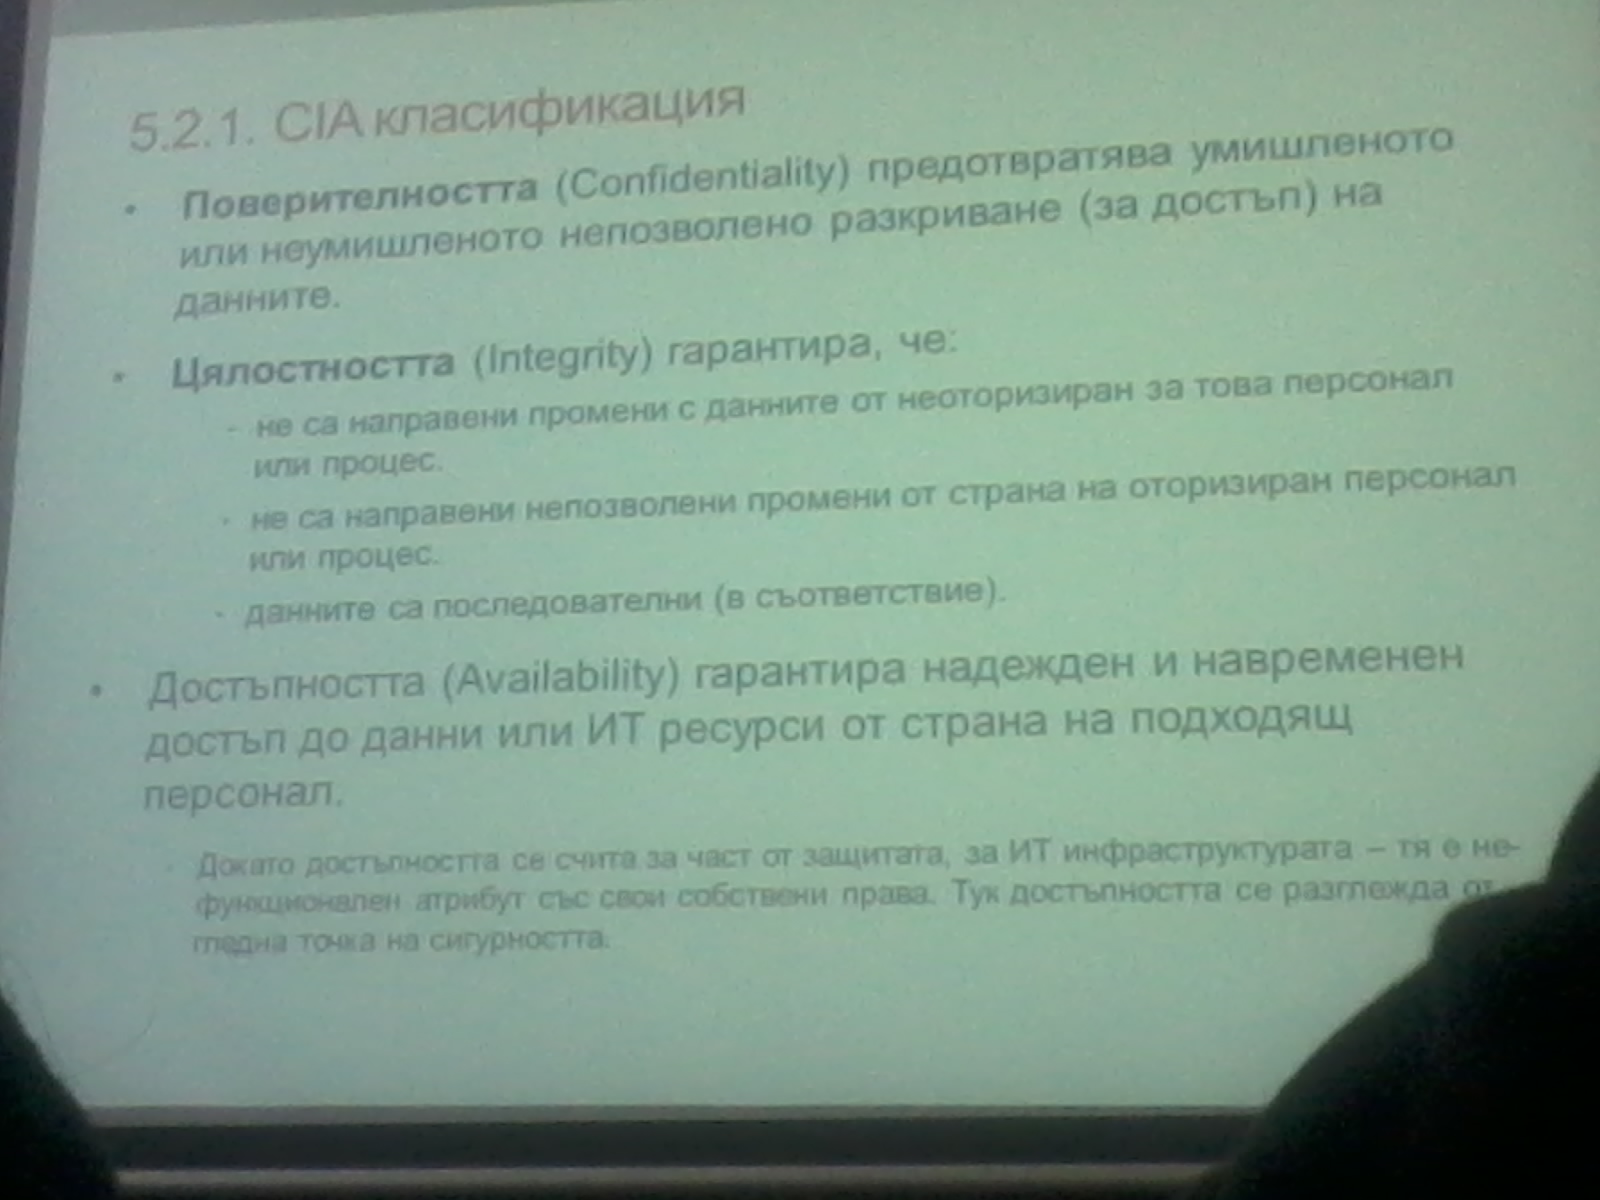 5.2.1. CIA класификация
• Поверителността (Confidentiality) предотвратява умишленото
или неумишленото непозволено разкриване (за достъп) на
данните.
• Цялостността (Integrity) гарантира, че:
- не са направени промени с данните от неоторизиран за това персонал
или процес.
- не са направени непозволени промени от страна на оторизиран персонал
или процес.
- данните са последователни (в съответствие).
• Достъпността (Availability) гарантира надежден и навременен
достъп до данни или ИТ ресурси от страна на подходящ
персонал.
Докато достъпността се счита за част от защитата, за ИТ инфраструктурата – тя е не-
функционален атрибут със свои собствени права. Тук достъпността се разглежда от
гледна точка на сигурността.